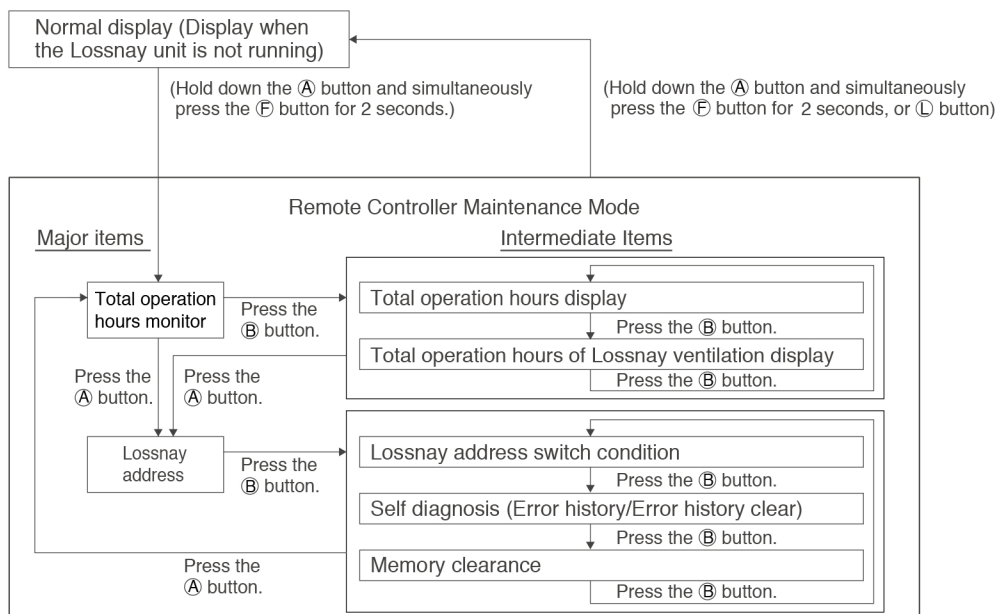 Normal display (Display when
the Lossnay unit is not running)
(Hold down the Ⓐ button and simultaneously
press the Ⓕ button for 2 seconds.)
(Hold down the Ⓐ button and simultaneously
press the Ⓕ button for 2 seconds, or Ⓛ button)
Remote Controller Maintenance Mode
Major items
Intermediate Items
Total operation
hours monitor
Press the
Ⓑ button.
Total operation hours display
Press the Ⓑ button.
Total operation hours of Lossnay ventilation display
Press the Ⓑ button.
Press the
Ⓐ button.
Press the
Ⓐ button.
Lossnay
address
Press the
Ⓑ button.
Lossnay address switch condition
Press the Ⓑ button.
Self diagnosis (Error history/Error history clear)
Press the Ⓑ button.
Memory clearance
Press the Ⓑ button.
Press the
Ⓐ button.